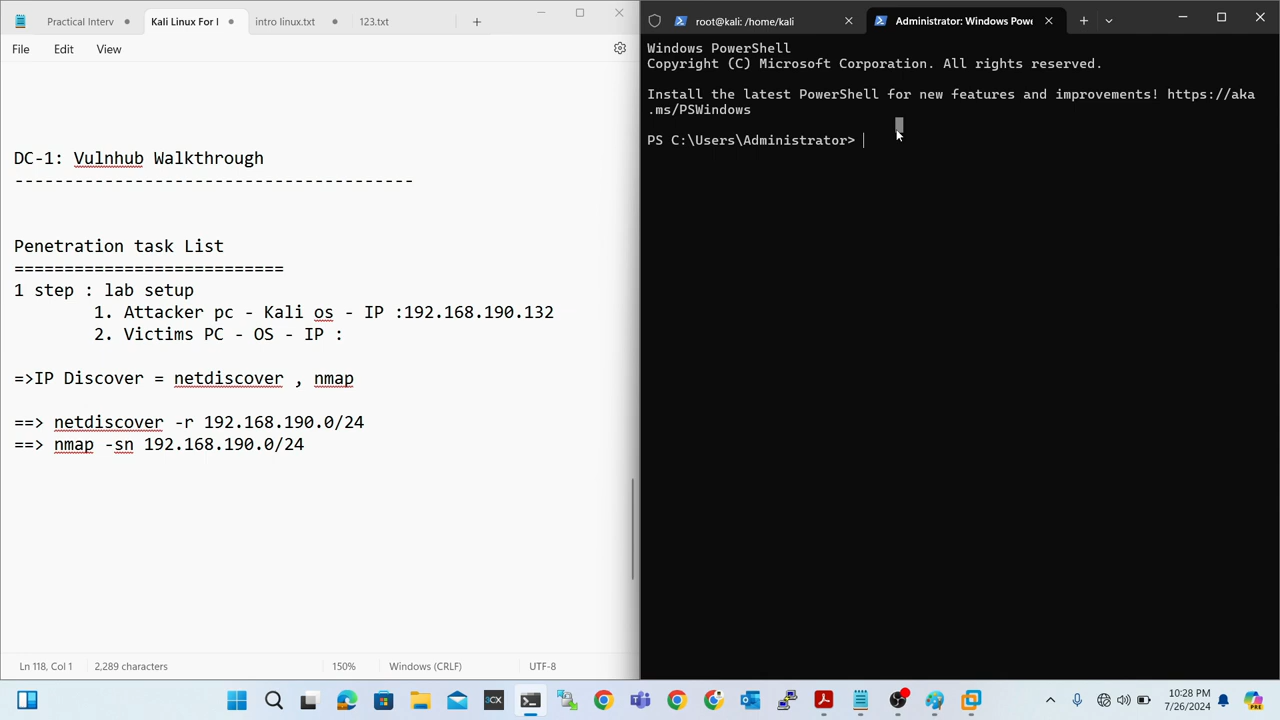 Practical Interv
Kali Linux For I
intro linux.txt
123.txt
File Edit View
DC-1: Vulnhub Walkthrough
----------------------------------------
Penetration task List
===========================
1 step : lab setup
1. Attacker pc - Kali os - IP :192.168.190.132
2. Victims PC - OS - IP :
=>IP Discover = netdiscover , nmap
==> netdiscover -r 192.168.190.0/24
==> nmap -sn 192.168.190.0/24
Ln 118, Col 1
2,289 characters
150%
Windows (CRLF)
UTF-8
root@kali: /home/kali
Administrator: Windows Pow
Windows PowerShell
Copyright (C) Microsoft Corporation. All rights reserved.
Install the latest PowerShell for new features and improvements! https://aka
.ms/PSWindows
PS C:\Users\Administrator>
3CX
10:28 PM
7/26/2024
PRE